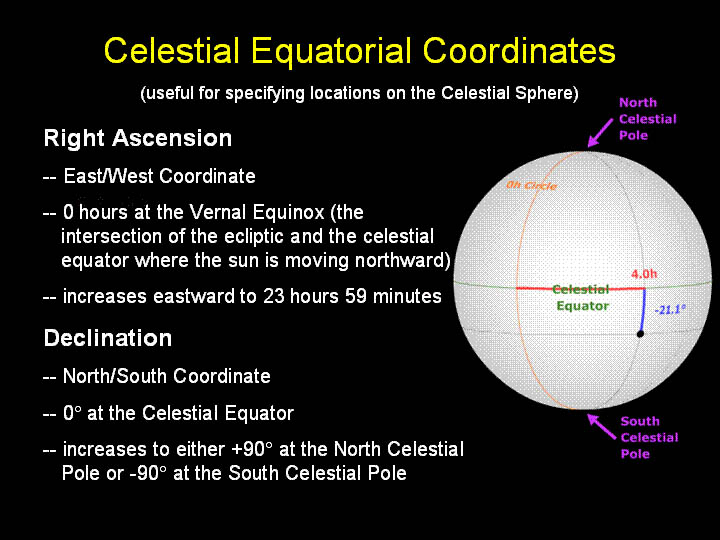 Celestial Equatorial Coordinates
(useful for specifying locations on the Celestial Sphere)
Right Ascension
-- East/West Coordinate
-- 0 hours at the Vernal Equinox (the
intersection of the ecliptic and the celestial
equator where the sun is moving northward)
-- increases eastward to 23 hours 59 minutes
Declination
-- North/South Coordinate
-- 0° at the Celestial Equator
-- increases to either +90° at the North Celestial
Pole or -90° at the South Celestial Pole
North
Celestial
Pole
0h Circle
4.0h
Celestial
Equator
-21.1°
South
Celestial
Pole